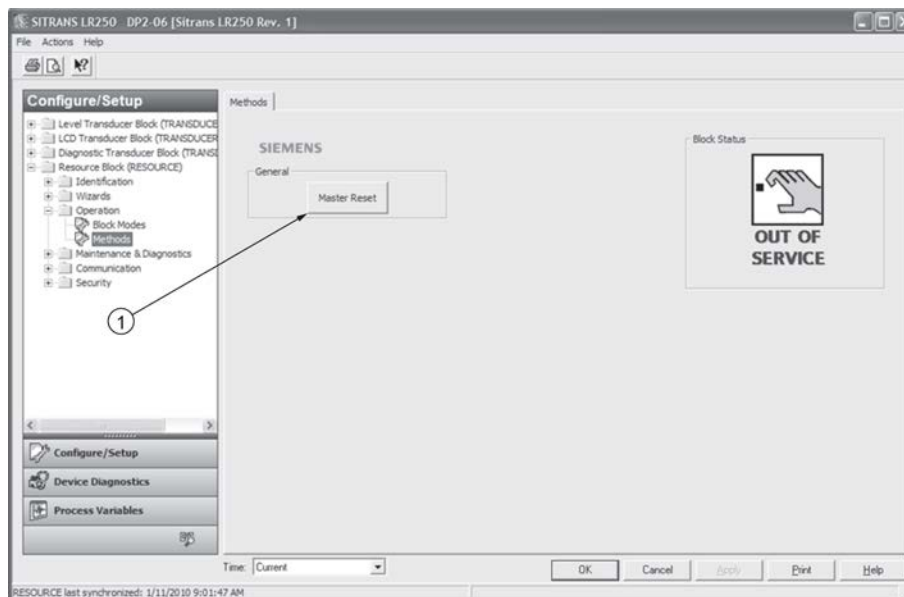 SITRANS LR250 DP2-06 [Sitrans LR250 Rev. 1]
File Actions Help
Configure/Setup
Level Transducer Block (TRANSDUCE
LCD Transducer Block (TRANSDUCER
Diagnostic Transducer Block (TRANS
Resource Block (RESOURCE)
Identification
Wizards
Operation
Block Modes
Methods
Maintenance & Diagnostics
Communication
Security
Configure/Setup
Device Diagnostics
Process Variables
Methods
SIEMENS
General
Master Reset
1
Block Status
OUT OF
SERVICE
Time: Current
OK Cancel Apply Print Help
RESOURCE last synchronized: 1/11/2010 9:01:47 AM